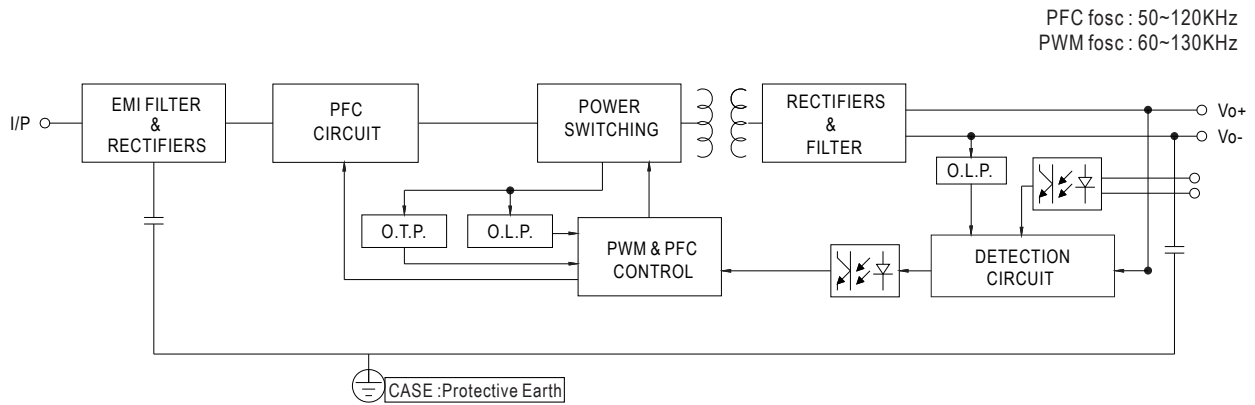 PFC fosc : 50~120KHz
PWM fosc : 60~130KHz
I/P
EMI FILTER
&
RECTIFIERS
PFC
CIRCUIT
POWER
SWITCHING
RECTIFIERS
&
FILTER
Vo+
Vo-
O.L.P.
O.T.P.
O.L.P.
PWM & PFC
CONTROL
DETECTION
CIRCUIT
CASE :Protective Earth